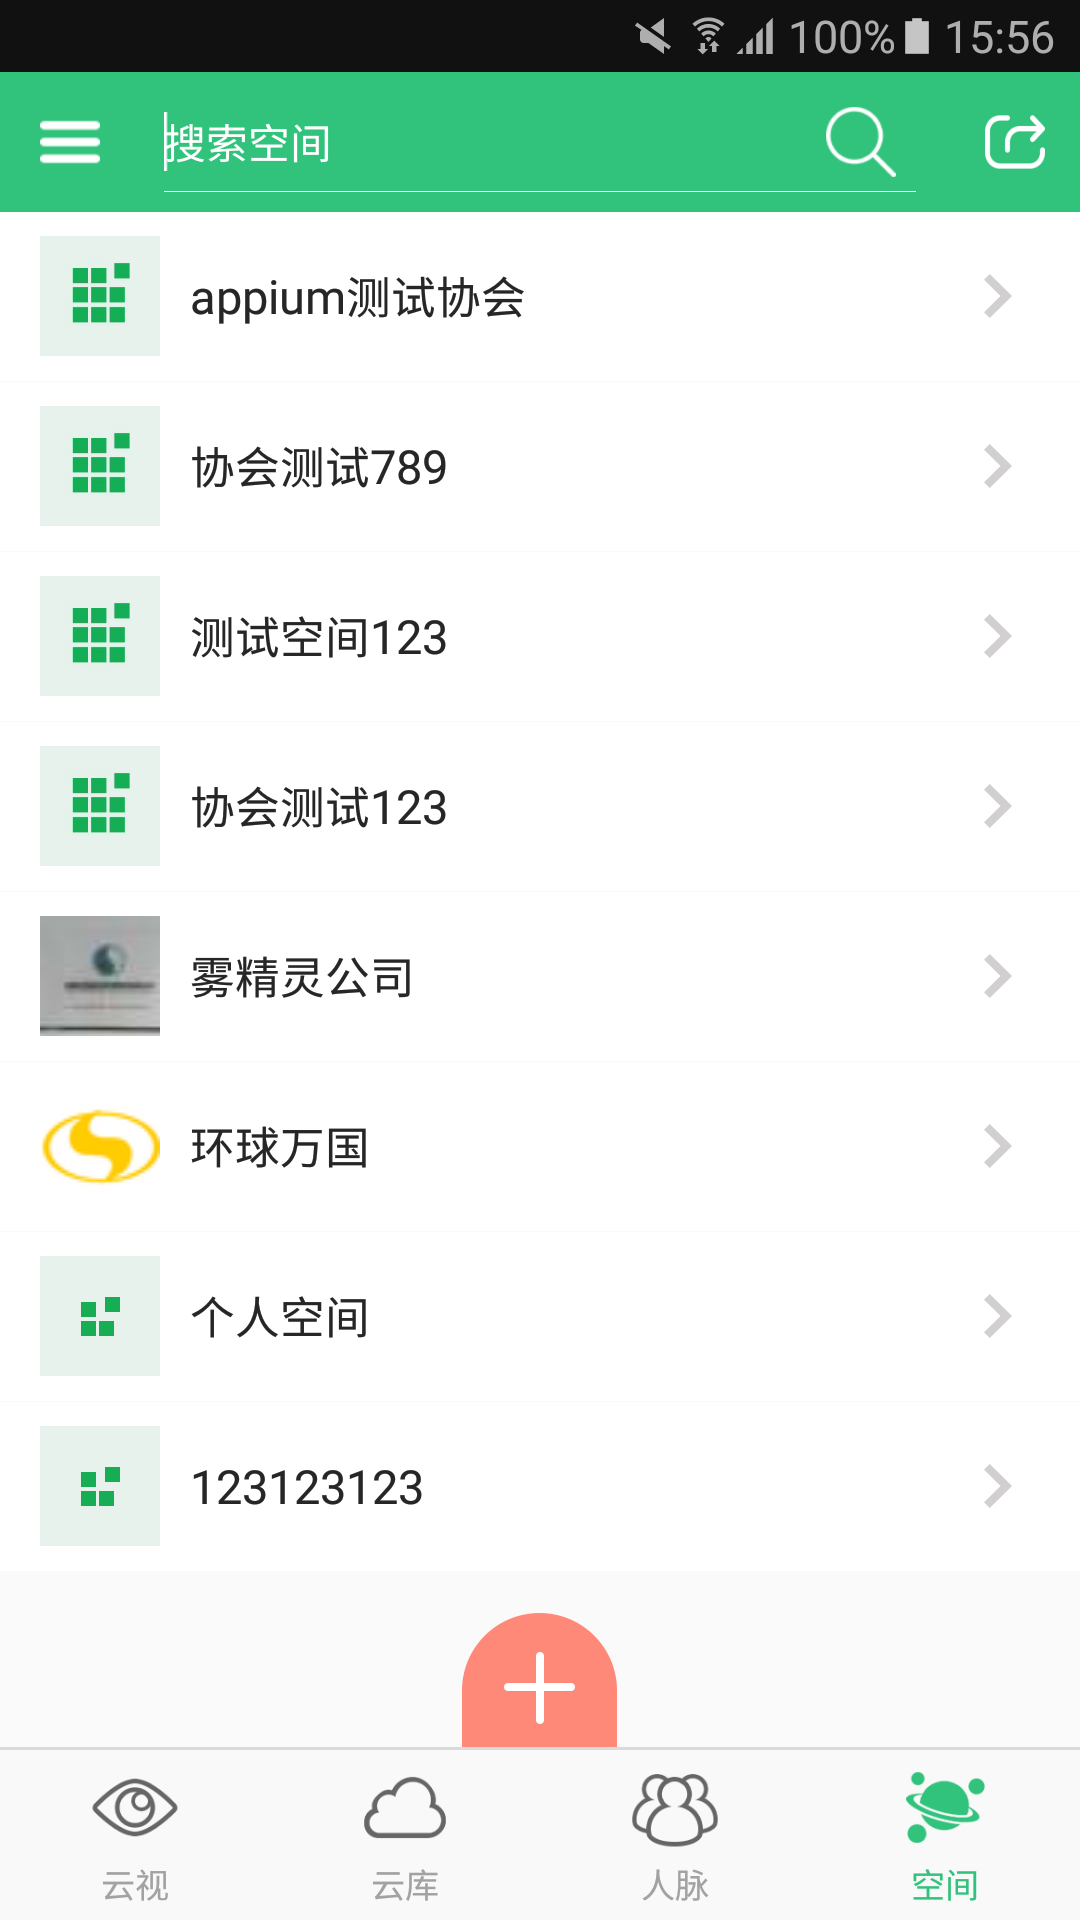 100% 15:56
搜索空间
appium测试协会
协会测试789
测试空间123
协会测试123
雾精灵公司
环球万国
个人空间
123123123
云视 云库 人脉 空间